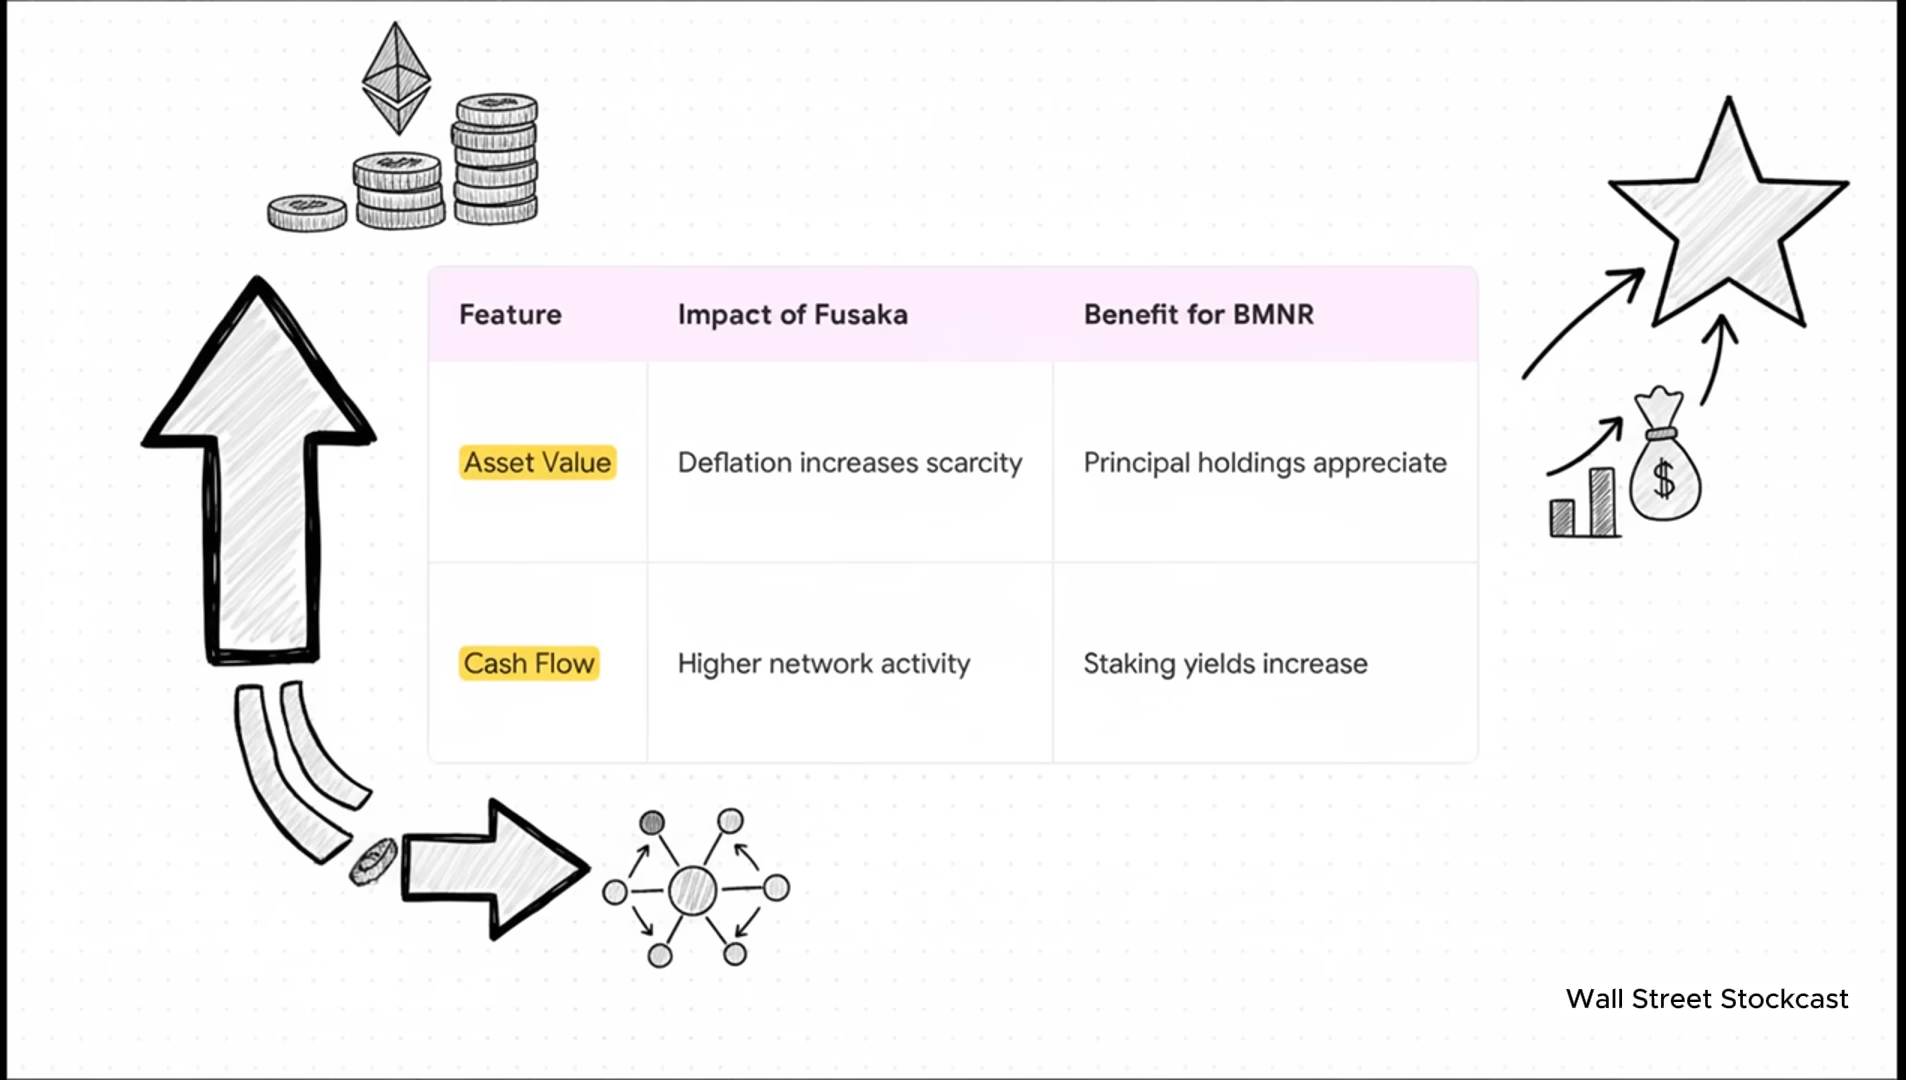 Feature Impact of Fusaka Benefit for BMNR
Asset Value Deflation increases scarcity Principal holdings appreciate
Cash Flow Higher network activity Staking yields increase
$
Wall Street Stockcast